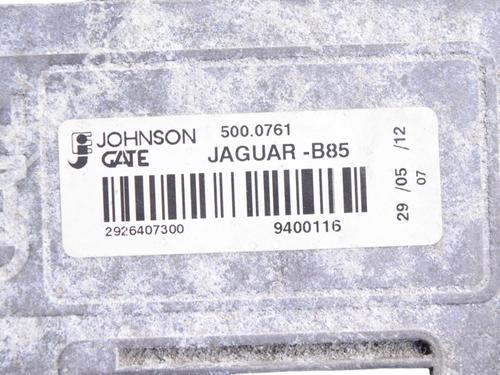 JOHNSON 500.0761
GATE JAGUAR -B85
2926407300 9400116
29 /05 /12
07